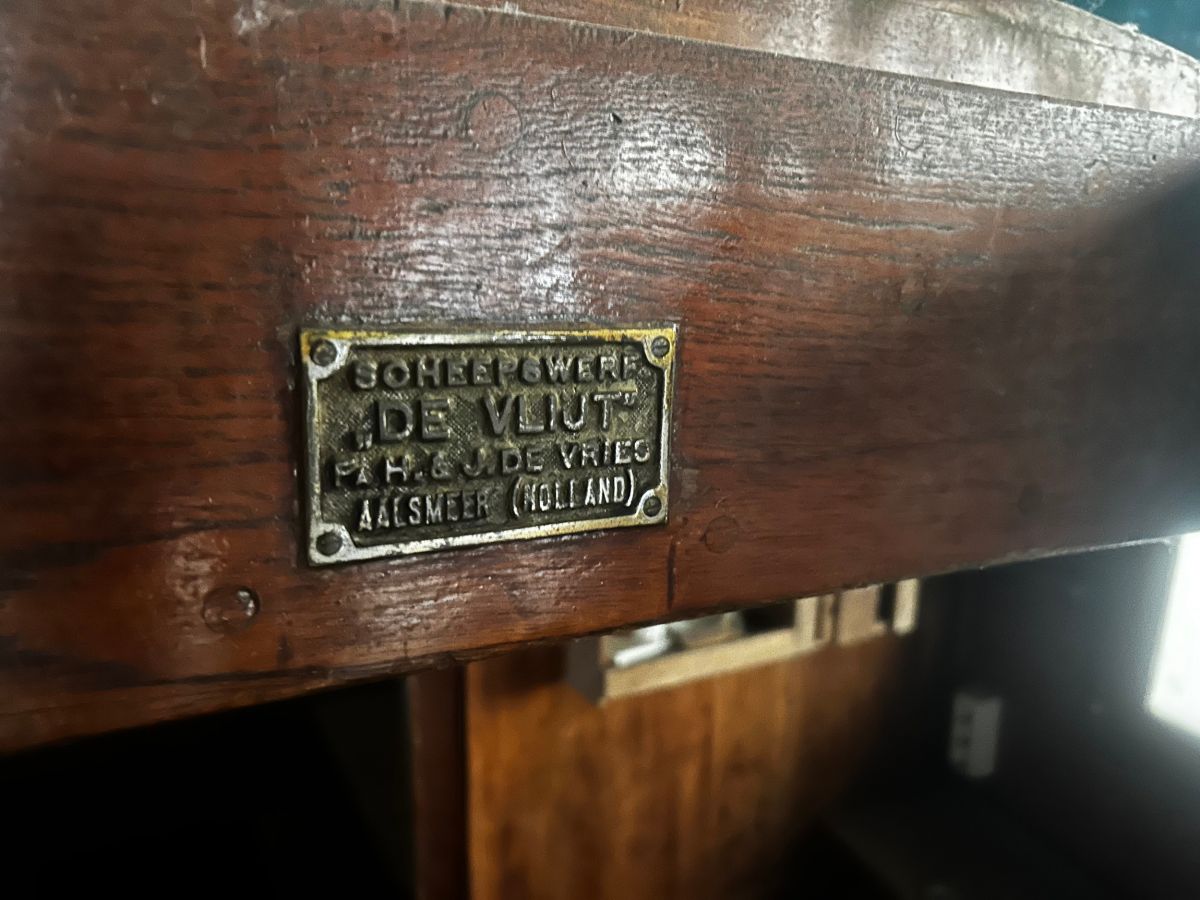 SCHEEPSWERF
„DE VLIJT"
FA H. & J. DE VRIES
AALSMEER (HOLLAND)